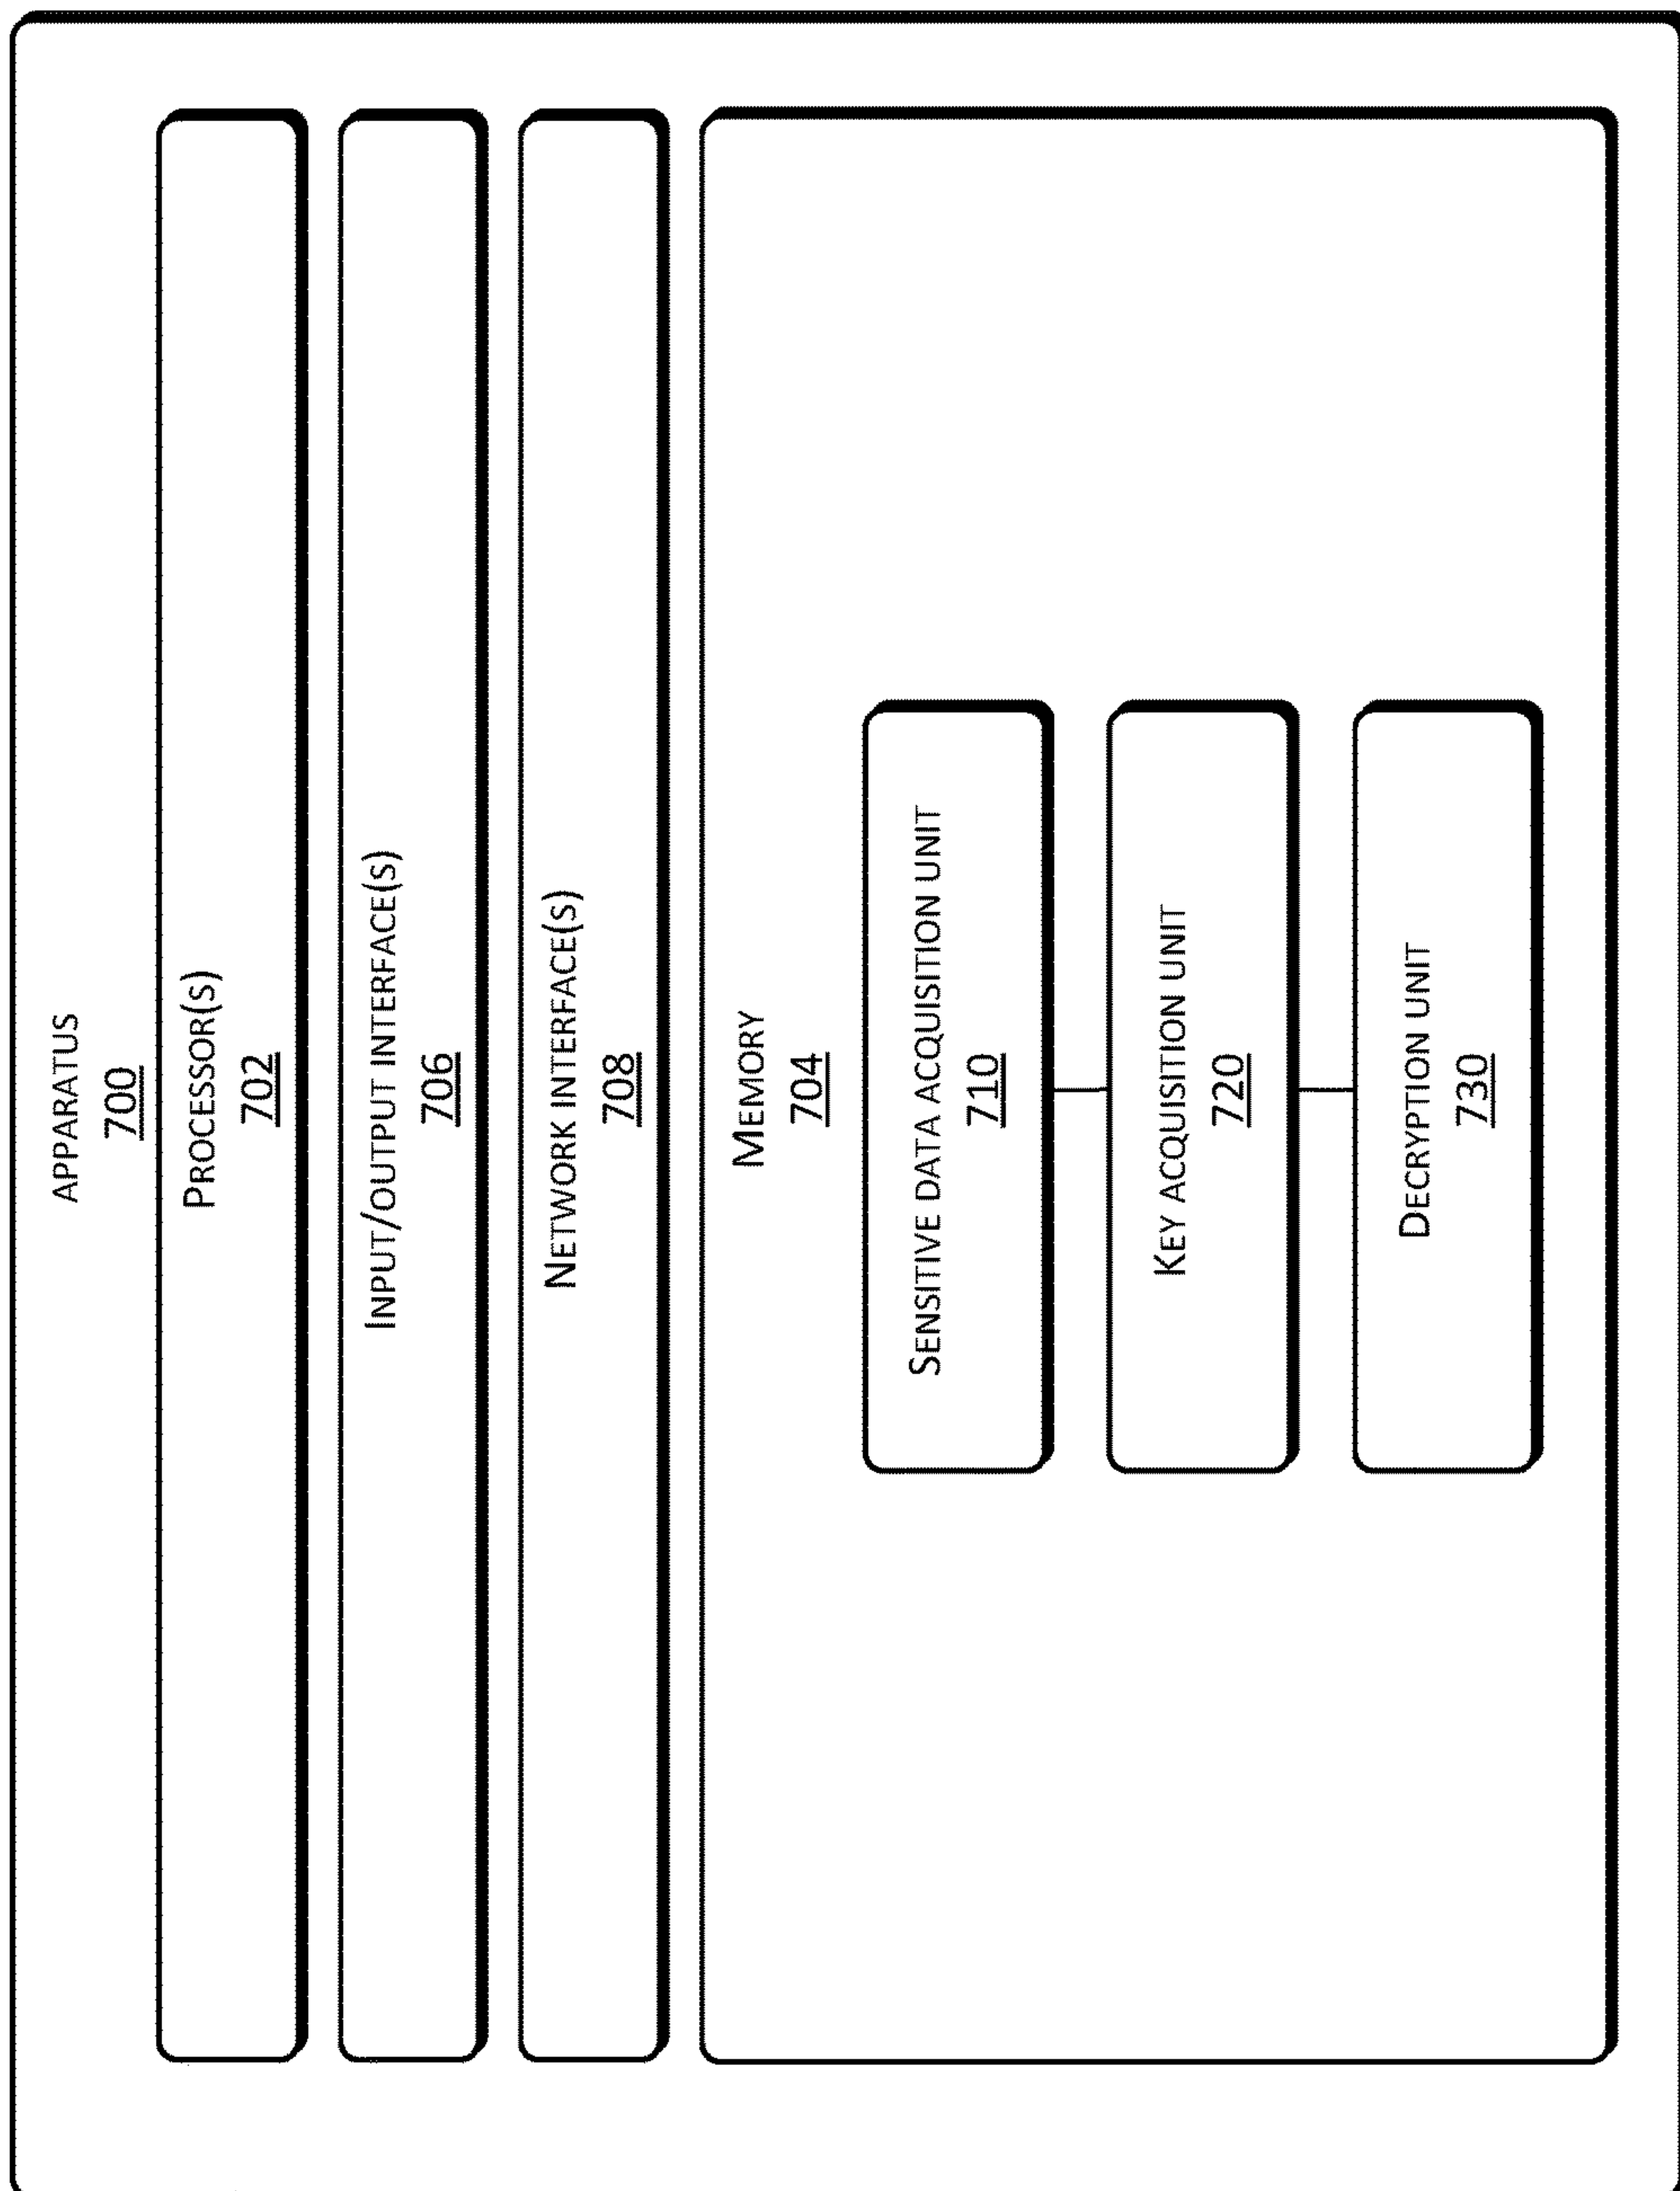 APPARATUS
700
PROCESSOR(S)
702
INPUT/OUTPUT INTERFACE(S)
706
NETWORK INTERFACE(S)
708
MEMORY
704
SENSITIVE DATA ACQUISITION UNIT
710
KEY ACQUISITION UNIT
720
DECRYPTION UNIT
730